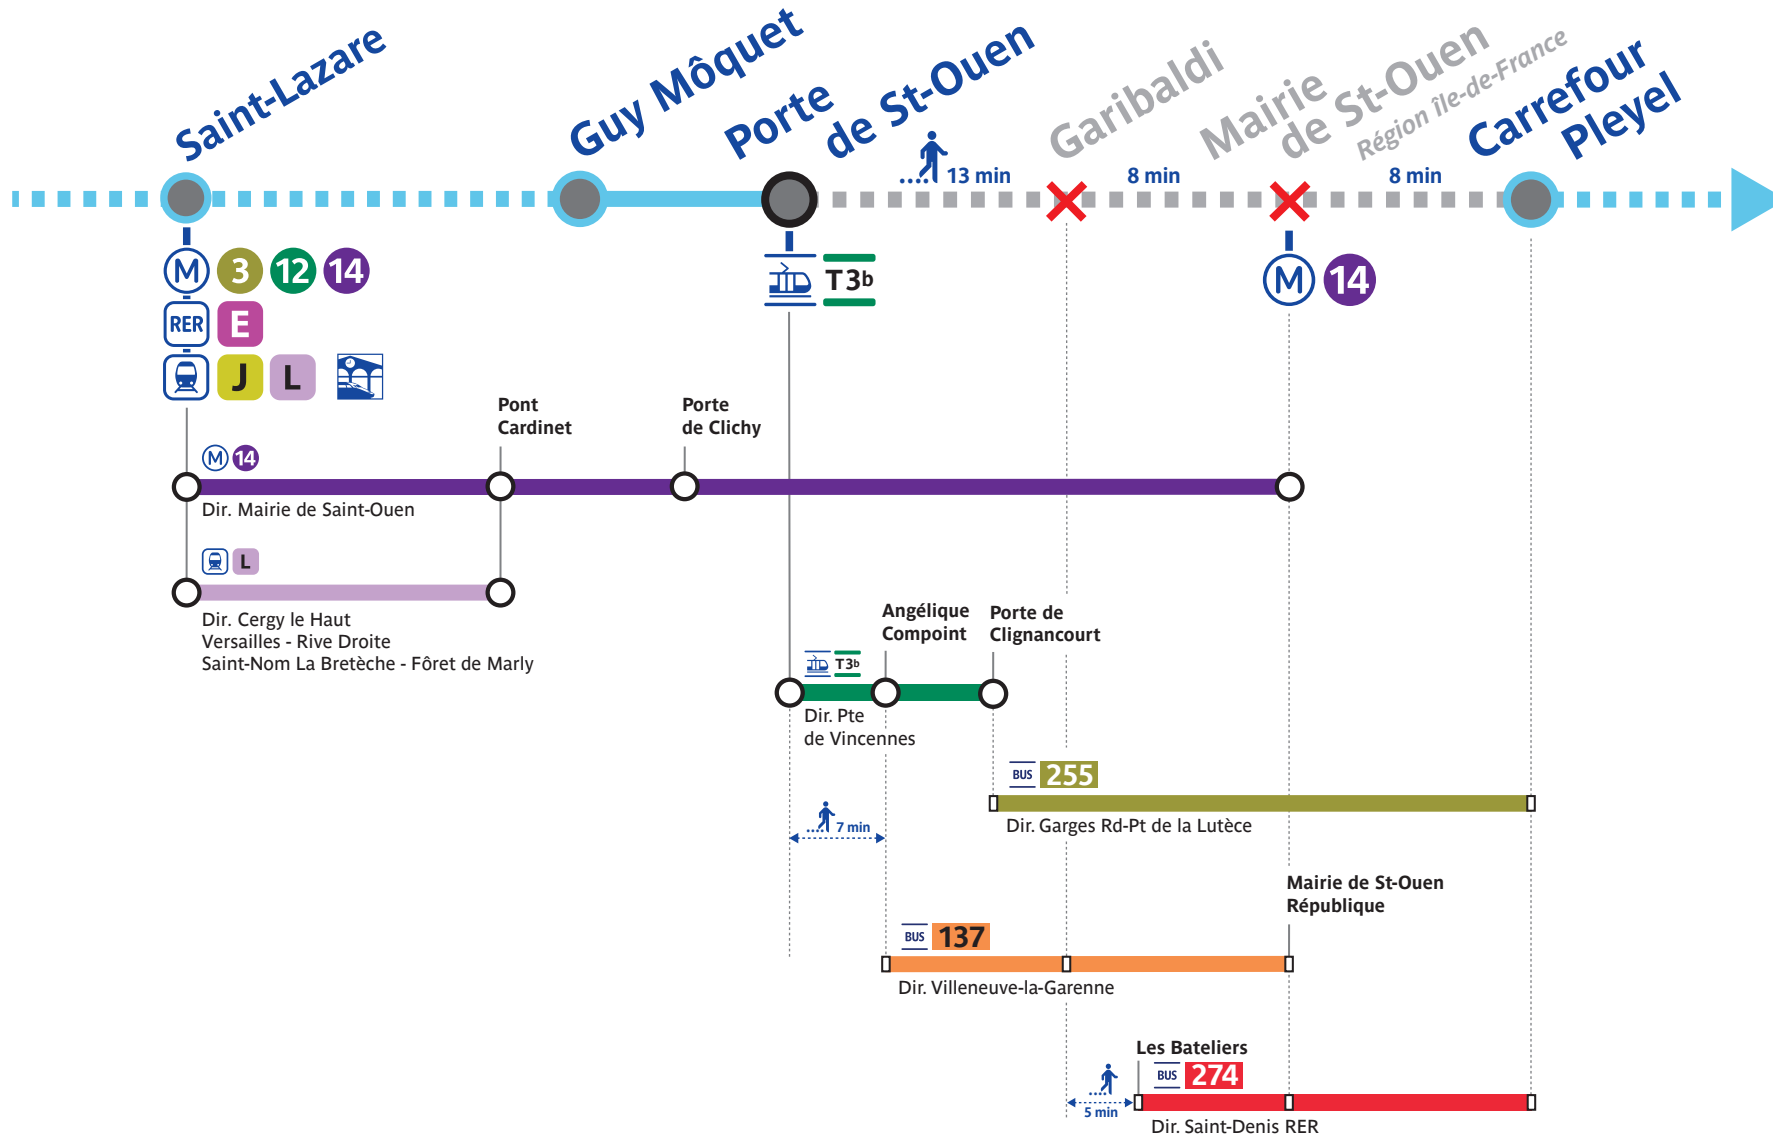 Saint-Lazare
Guy Môquet
Porte
de St-Ouen
Garibaldi
Mairie
de St-Ouen
Région île-de-France
Carrefour
Pleyel
13 min
8 min
8 min
M 3 12 14
RER E
J L
T3b
M 14
Pont
Cardinet
Porte
de Clichy
M 14
Dir. Mairie de Saint-Ouen
L
Dir. Cergy le Haut
Versailles - Rive Droite
Saint-Nom La Bretèche - Fôret de Marly
Angélique
Compoint
Porte de
Clignancourt
T3b
Dir. Pte
de Vincennes
BUS 255
Dir. Garges Rd-Pt de la Lutèce
7 min
Mairie de St-Ouen
République
BUS 137
Dir. Villeneuve-la-Garenne
Les Bateliers
BUS 274
5 min
Dir. Saint-Denis RER